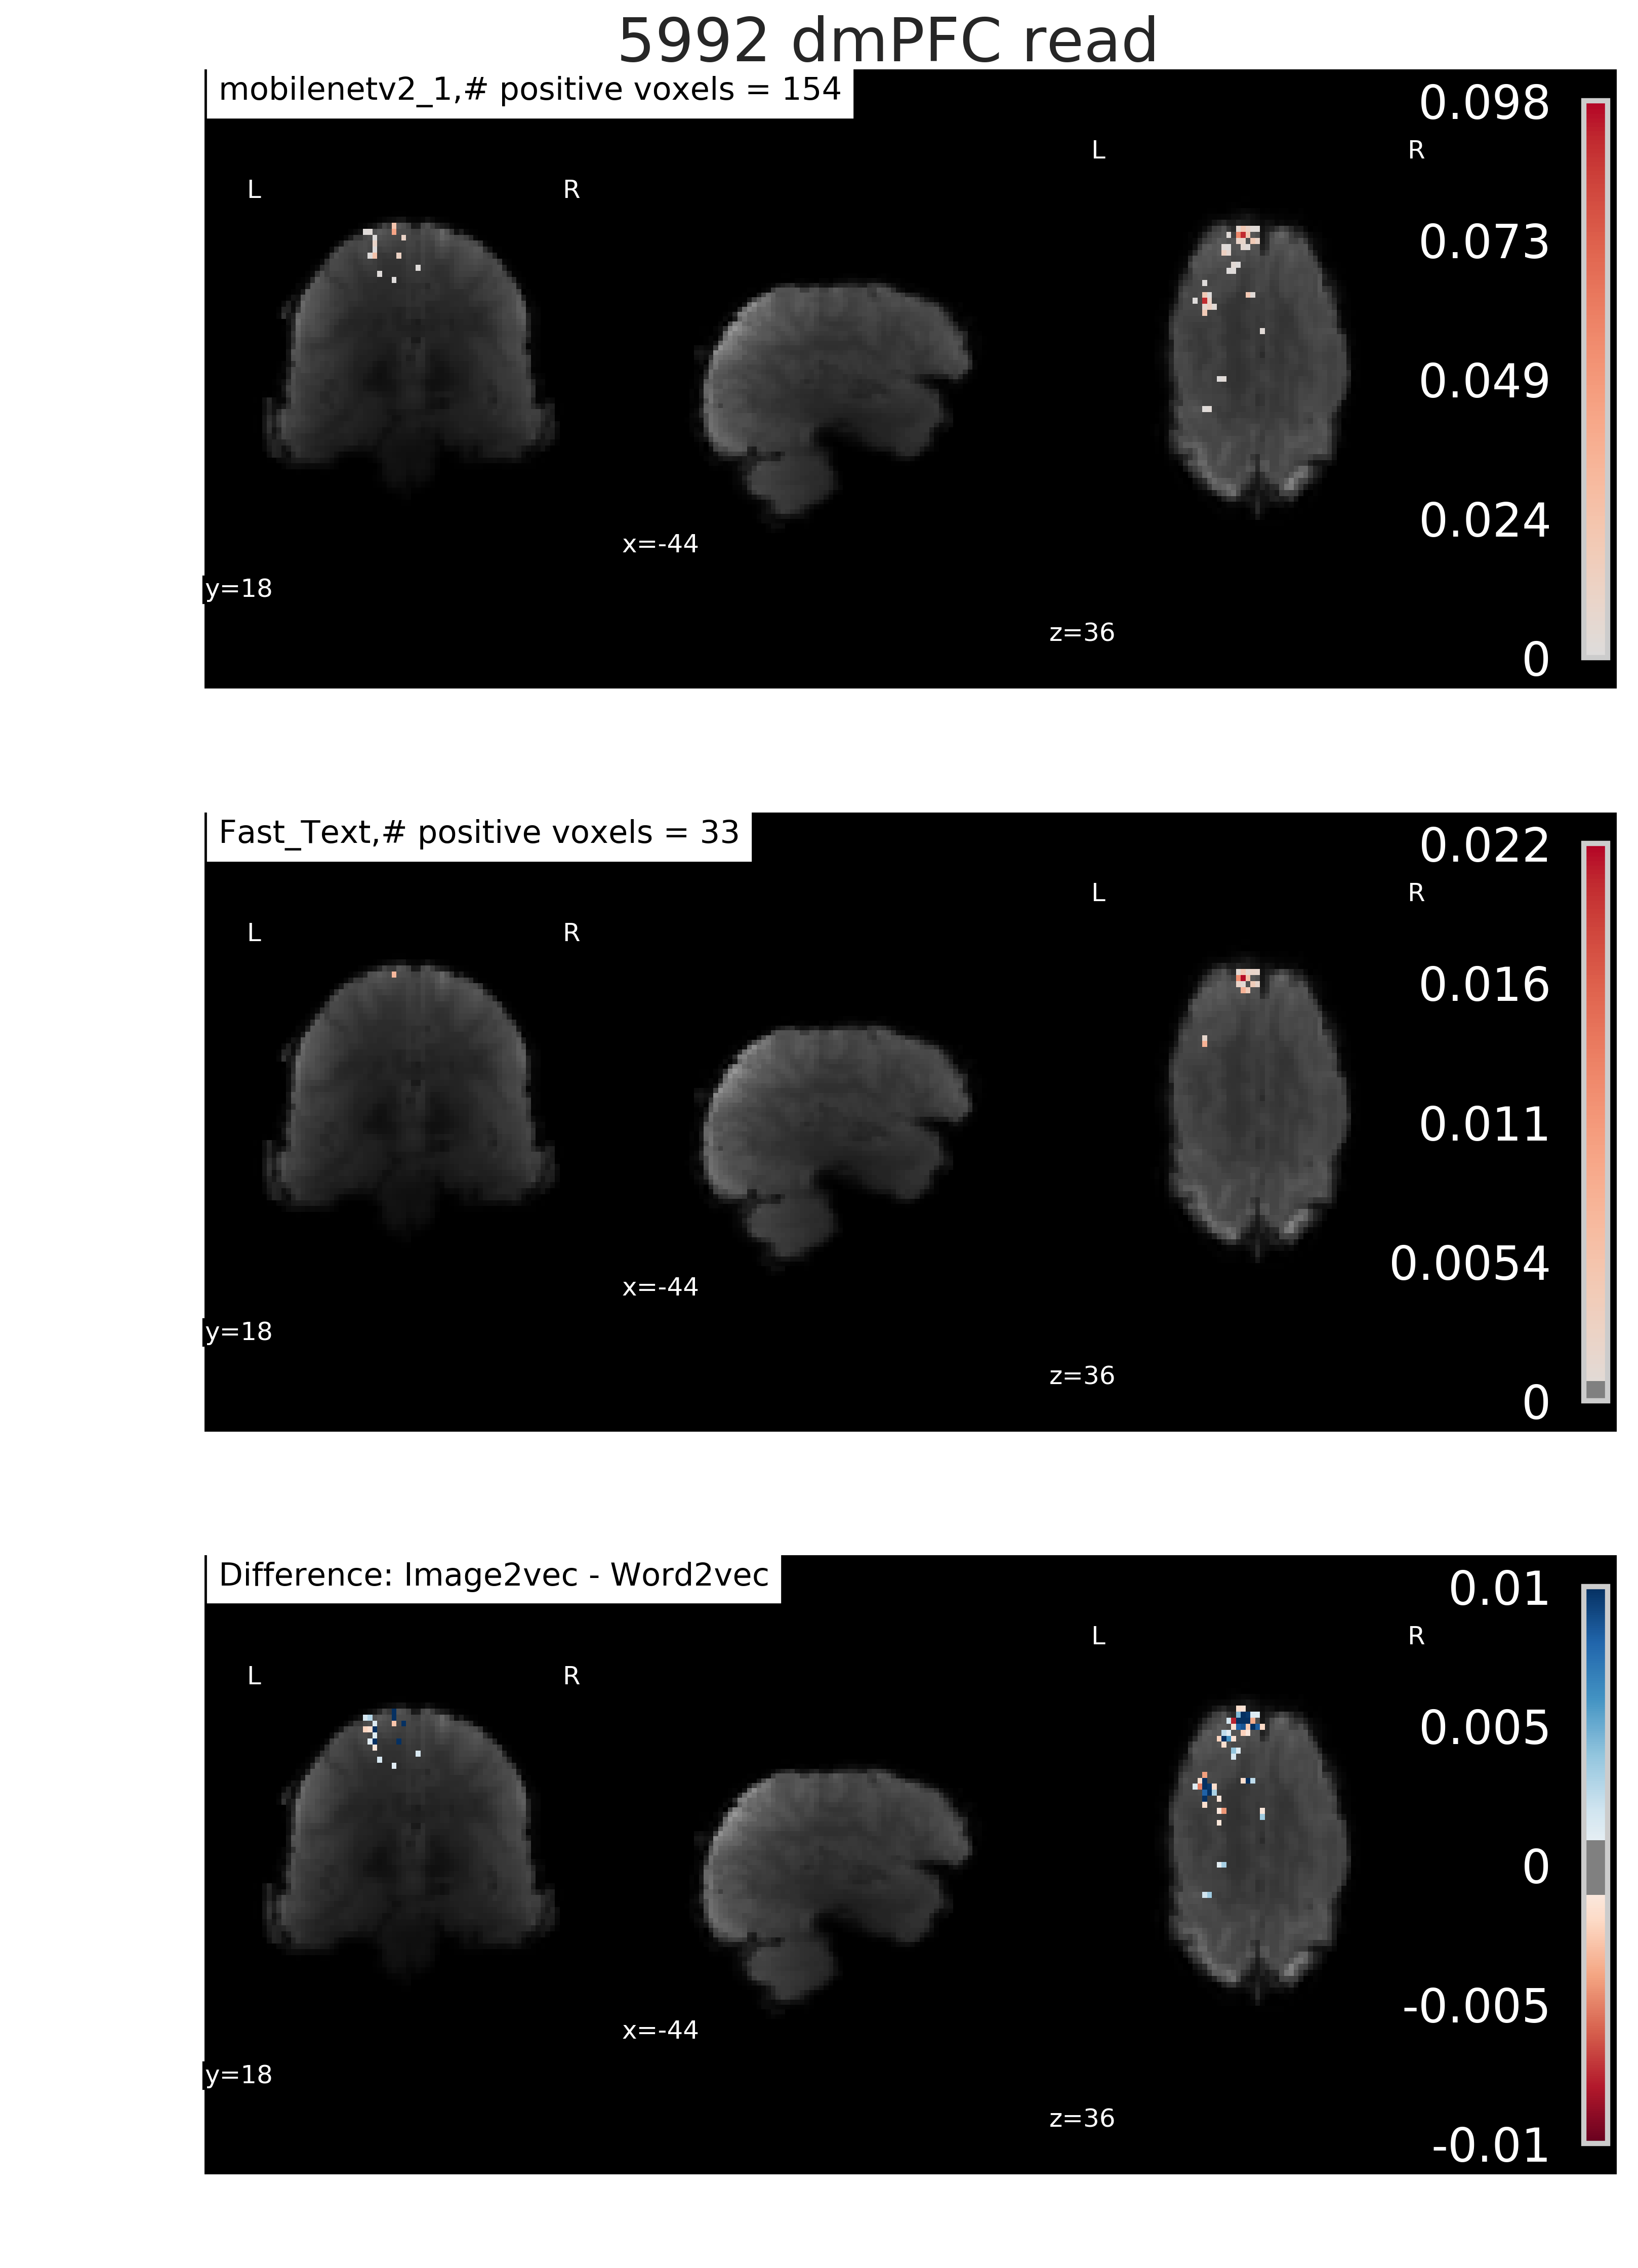 5992 dmPFC read
mobilenetv2_1,# positive voxels = 154
0.098
L R
L R
0.073
0.049
0.024
x=-44
y=18
z=36
0
Fast_Text,# positive voxels = 33
0.022
L R
L R
0.016
0.011
0.0054
x=-44
y=18
z=36
0
Difference: Image2vec - Word2vec
0.01
L R
L R
0.005
0
-0.005
x=-44
y=18
z=36
-0.01